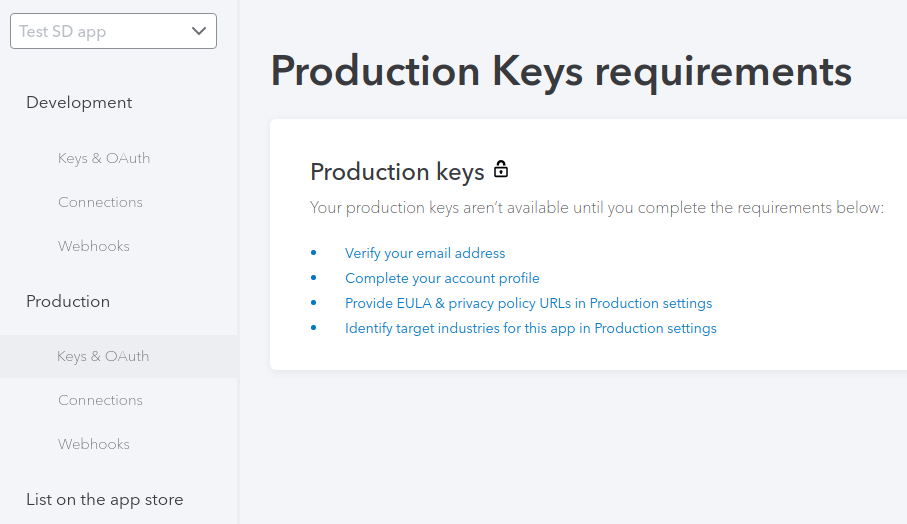 Test SD app
Development
Keys & OAuth
Connections
Webhooks
Production
Keys & OAuth
Connections
Webhooks
List on the app store
Production Keys requirements
Production keys
Your production keys aren’t available until you complete the requirements below:
• Verify your email address
• Complete your account profile
• Provide EULA & privacy policy URLs in Production settings
• Identify target industries for this app in Production settings